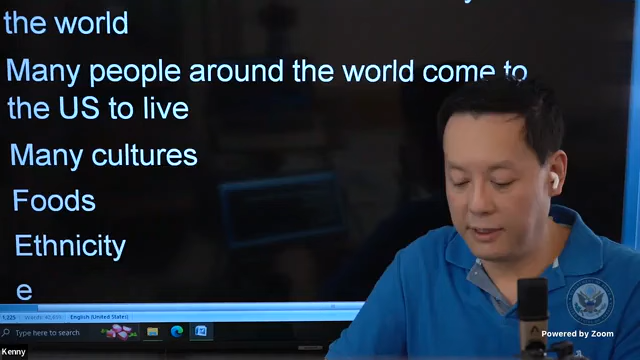 the world
Many people around the world come to
the US to live
Many cultures
Foods
Ethnicity
e
English (United States)
Type here to search
Powered by Zoom
Kenny